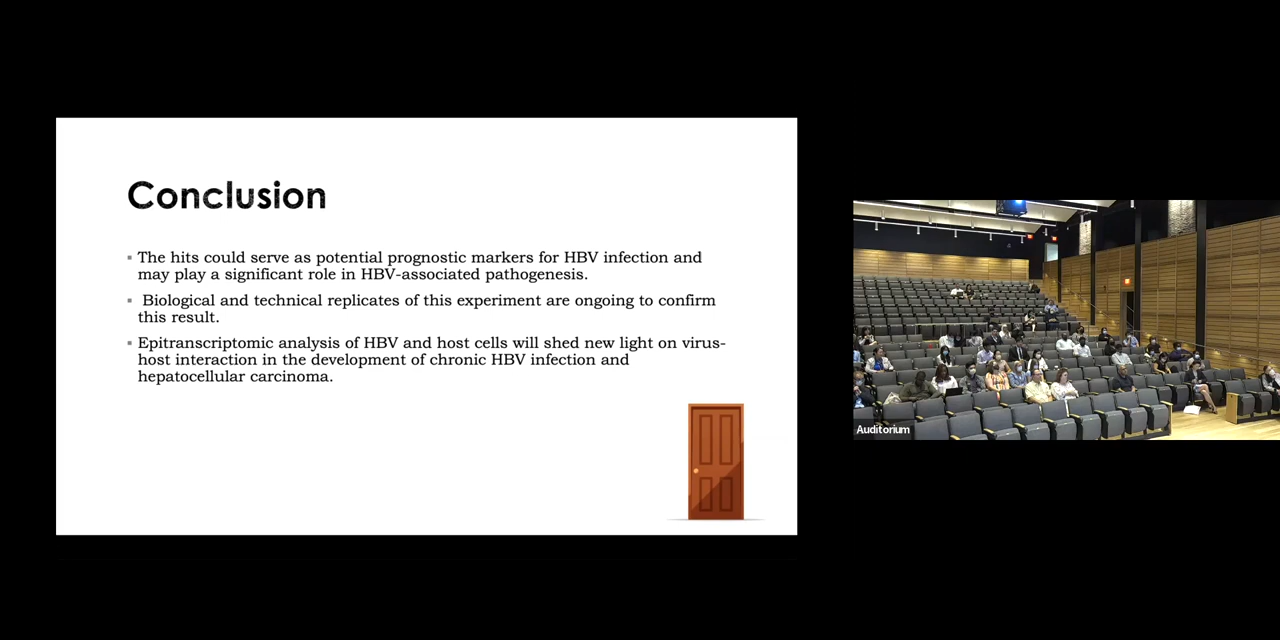 Conclusion
▪ The hits could serve as potential prognostic markers for HBV infection and
may play a significant role in HBV-associated pathogenesis.
▪ Biological and technical replicates of this experiment are ongoing to confirm
this result.
▪ Epitranscriptomic analysis of HBV and host cells will shed new light on virus-
host interaction in the development of chronic HBV infection and
hepatocellular carcinoma.
Auditorium